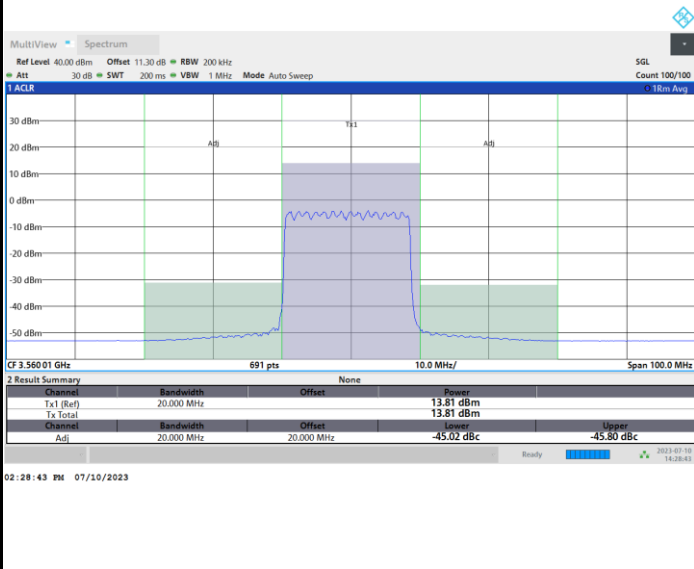 MultiView Spectrum
Ref Level 40.00 dBm Offset 11.30 dB RBW 200 kHz SGL
Att 30 dB SWT 200 ms VBW 1 MHz Mode Auto Sweep Count 100/100
1 ACLR 1Rm Avg
30 dBm
Tx1
20 dBm
Adj Adj
10 dBm
0 dBm
-10 dBm
-20 dBm
-30 dBm
-40 dBm
-50 dBm
CF 3.560 01 GHz 691 pts 10.0 MHz/ Span 100.0 MHz
2 Result Summary None
Channel Bandwidth Offset Power
Tx1 (Ref) 20.000 MHz 13.81 dBm
Tx Total 13.81 dBm
Channel Bandwidth Offset Lower Upper
Adj 20.000 MHz 20.000 MHz -45.02 dBc -45.80 dBc
Ready 2023-07-10
14:28:43
02:28:43 PM 07/10/2023